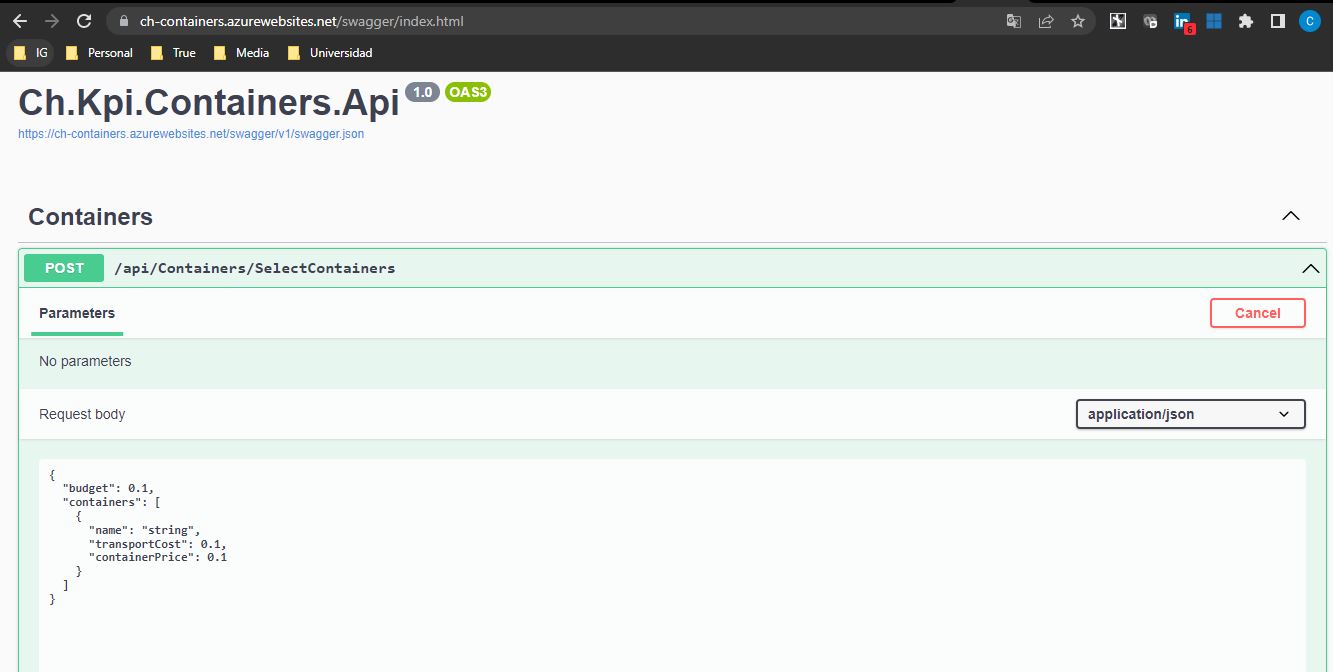 ch-containers.azurewebsites.net/swagger/index.html
6
C
IG Personal True Media Universidad
Ch.Kpi.Containers.Api 1.0 OAS3
https://ch-containers.azurewebsites.net/swagger/v1/swagger.json
Containers
POST /api/Containers/SelectContainers
Parameters Cancel
No parameters
Request body application/json
{
"budget": 0.1,
"containers": [
{
"name": "string",
"transportCost": 0.1,
"containerPrice": 0.1
}
]
}